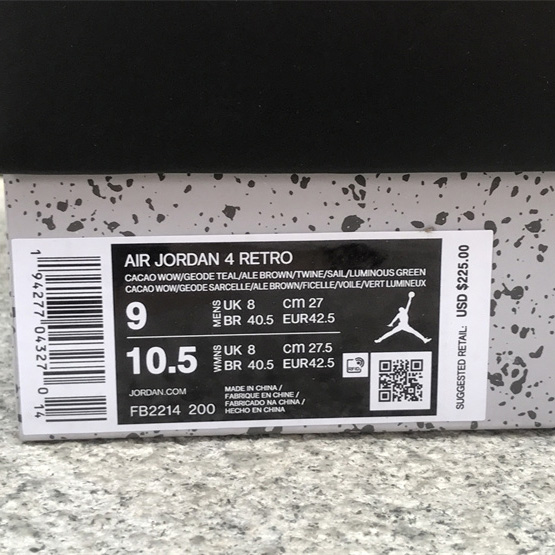 AIR JORDAN 4 RETRO
CACAO WOW/GEODE TEAL/ALE BROWN/TWINE/SAIL/LUMINOUS GREEN
CACAO WOW/GEODE SARCELLE/ALE BROWN/FICELLE/VOILE/VERT LUMINEUX
9 MENS UK 8 CM 27
BR 40.5 EUR42.5
10.5 WMNS UK 8 CM 27.5
BR 40.5 EUR42.5
JORDAN.COM
FB2214 200
MADE IN CHINA /
FABRIQUE EN CHINE /
FABRICADO NA CHINA /
HECHO EN CHINA
1 94277 04327 0 14
SUGGESTED RETAIL: USD $225.00